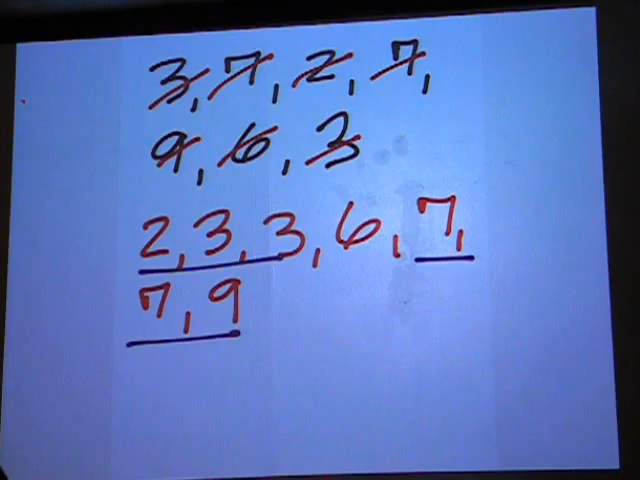 3, 7, 2, 7,
9, 6, 3
2, 3, 3, 6, 7,
7, 9